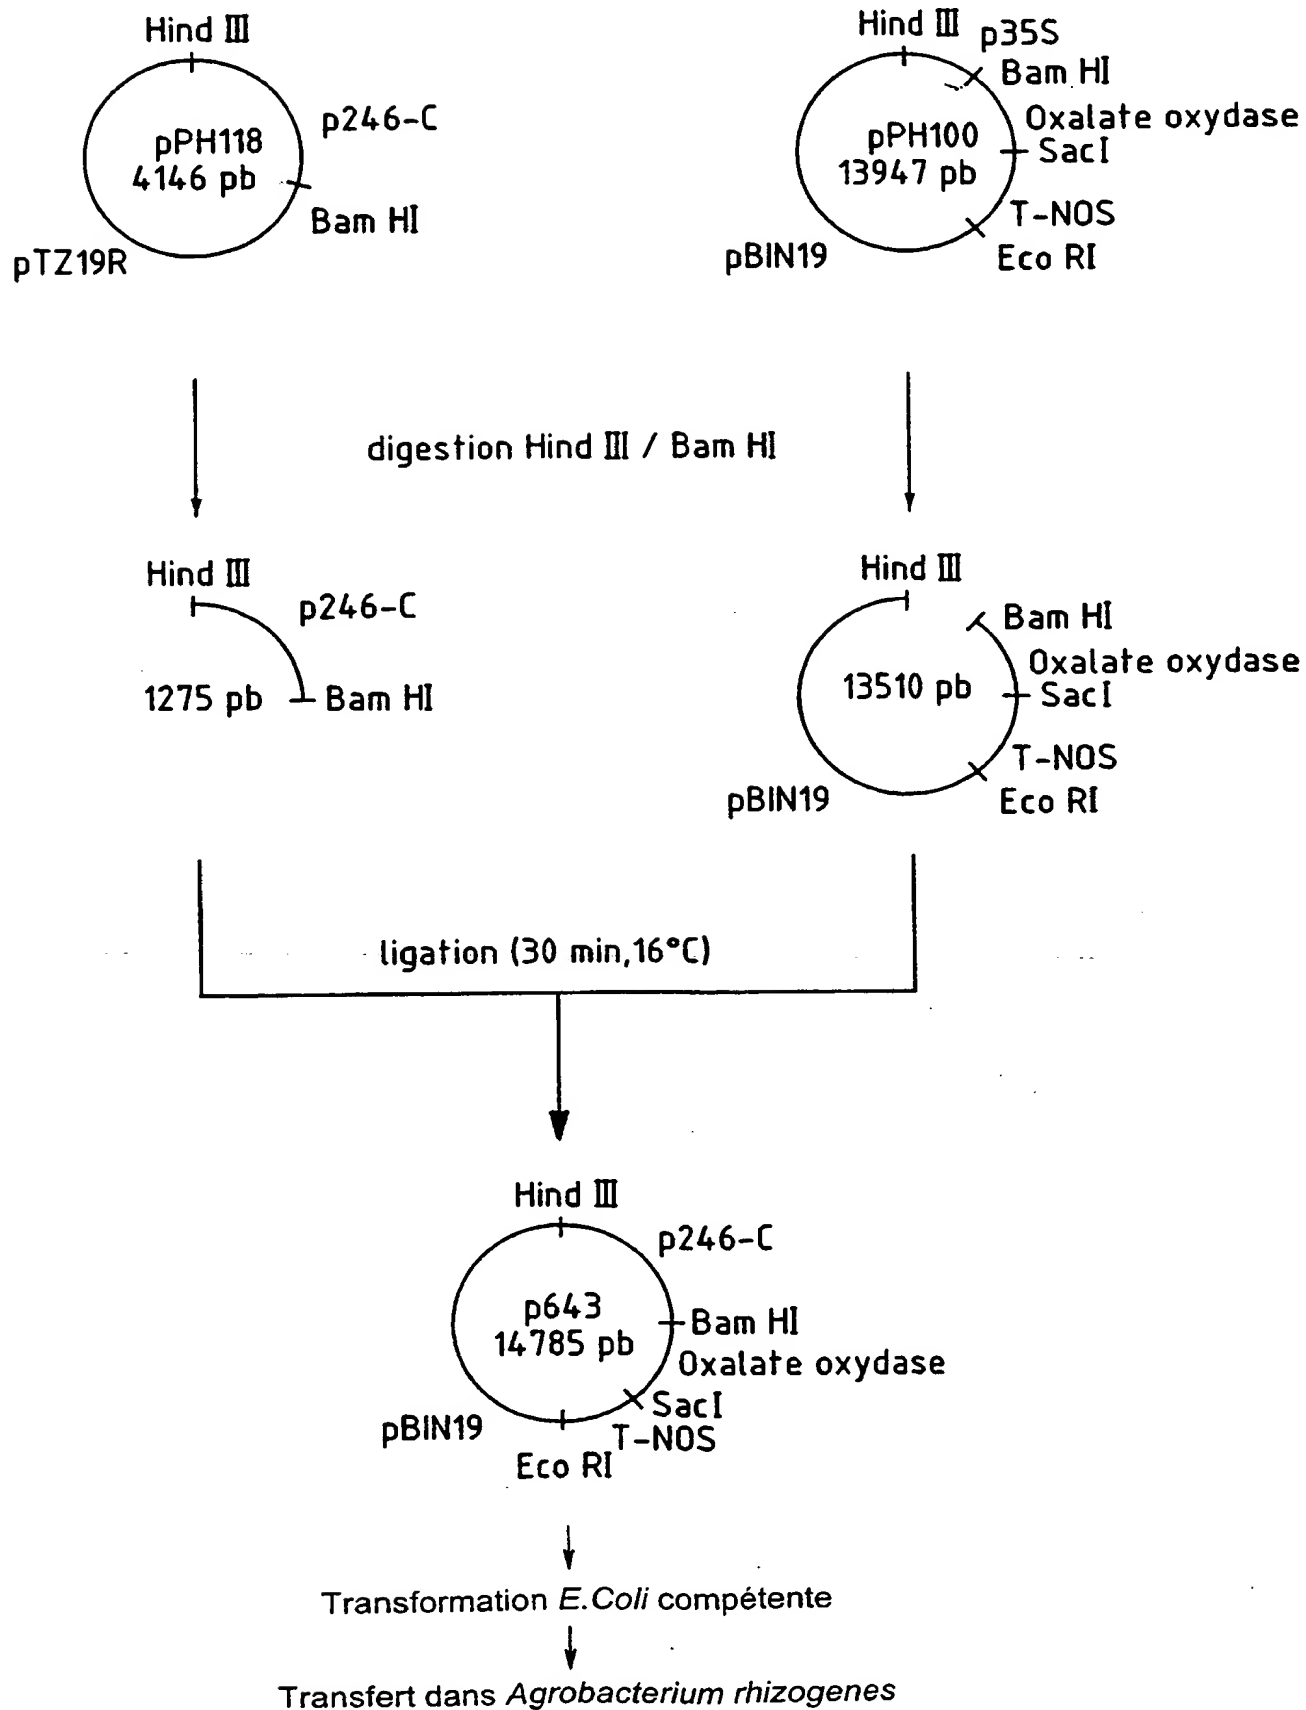 Hind III
p246-C
pPH118
4146 pb
Bam HI
pTZ19R
Hind III
p35S
Bam HI
Oxalate oxydase
pPH100
SacI
13947 pb
T-NOS
pBIN19
Eco RI
digestion Hind III / Bam HI
Hind III
p246-C
1275 pb
Bam HI
Hind III
Bam HI
Oxalate oxydase
13510 pb
SacI
T-NOS
pBIN19
Eco RI
ligation (30 min,16°C)
Hind III
p246-C
p643
14785 pb
Bam HI
Oxalate oxydase
SacI
pBIN19
T-NOS
Eco RI
Transformation E.Coli compétente
Transfert dans Agrobacterium rhizogenes